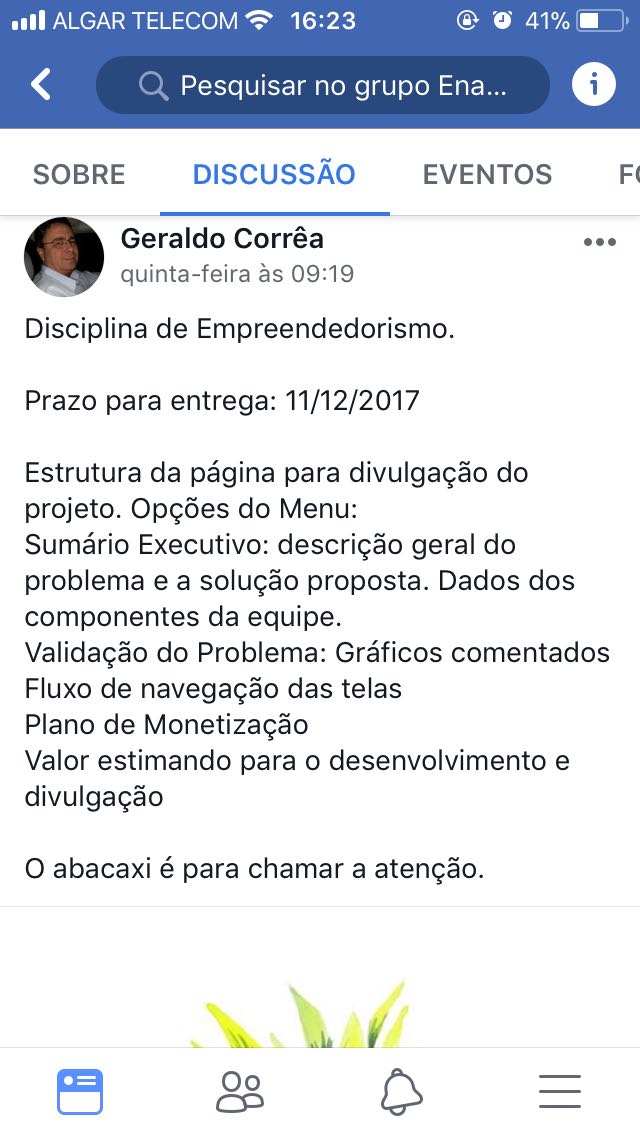 ALGAR TELECOM 16:23 41%
Pesquisar no grupo Ena...
SOBRE DISCUSSÃO EVENTOS FO
Geraldo Corrêa
quinta-feira às 09:19
Disciplina de Empreendedorismo.
Prazo para entrega: 11/12/2017
Estrutura da página para divulgação do
projeto. Opções do Menu:
Sumário Executivo: descrição geral do
problema e a solução proposta. Dados dos
componentes da equipe.
Validação do Problema: Gráficos comentados
Fluxo de navegação das telas
Plano de Monetização
Valor estimando para o desenvolvimento e
divulgação
O abacaxi é para chamar a atenção.